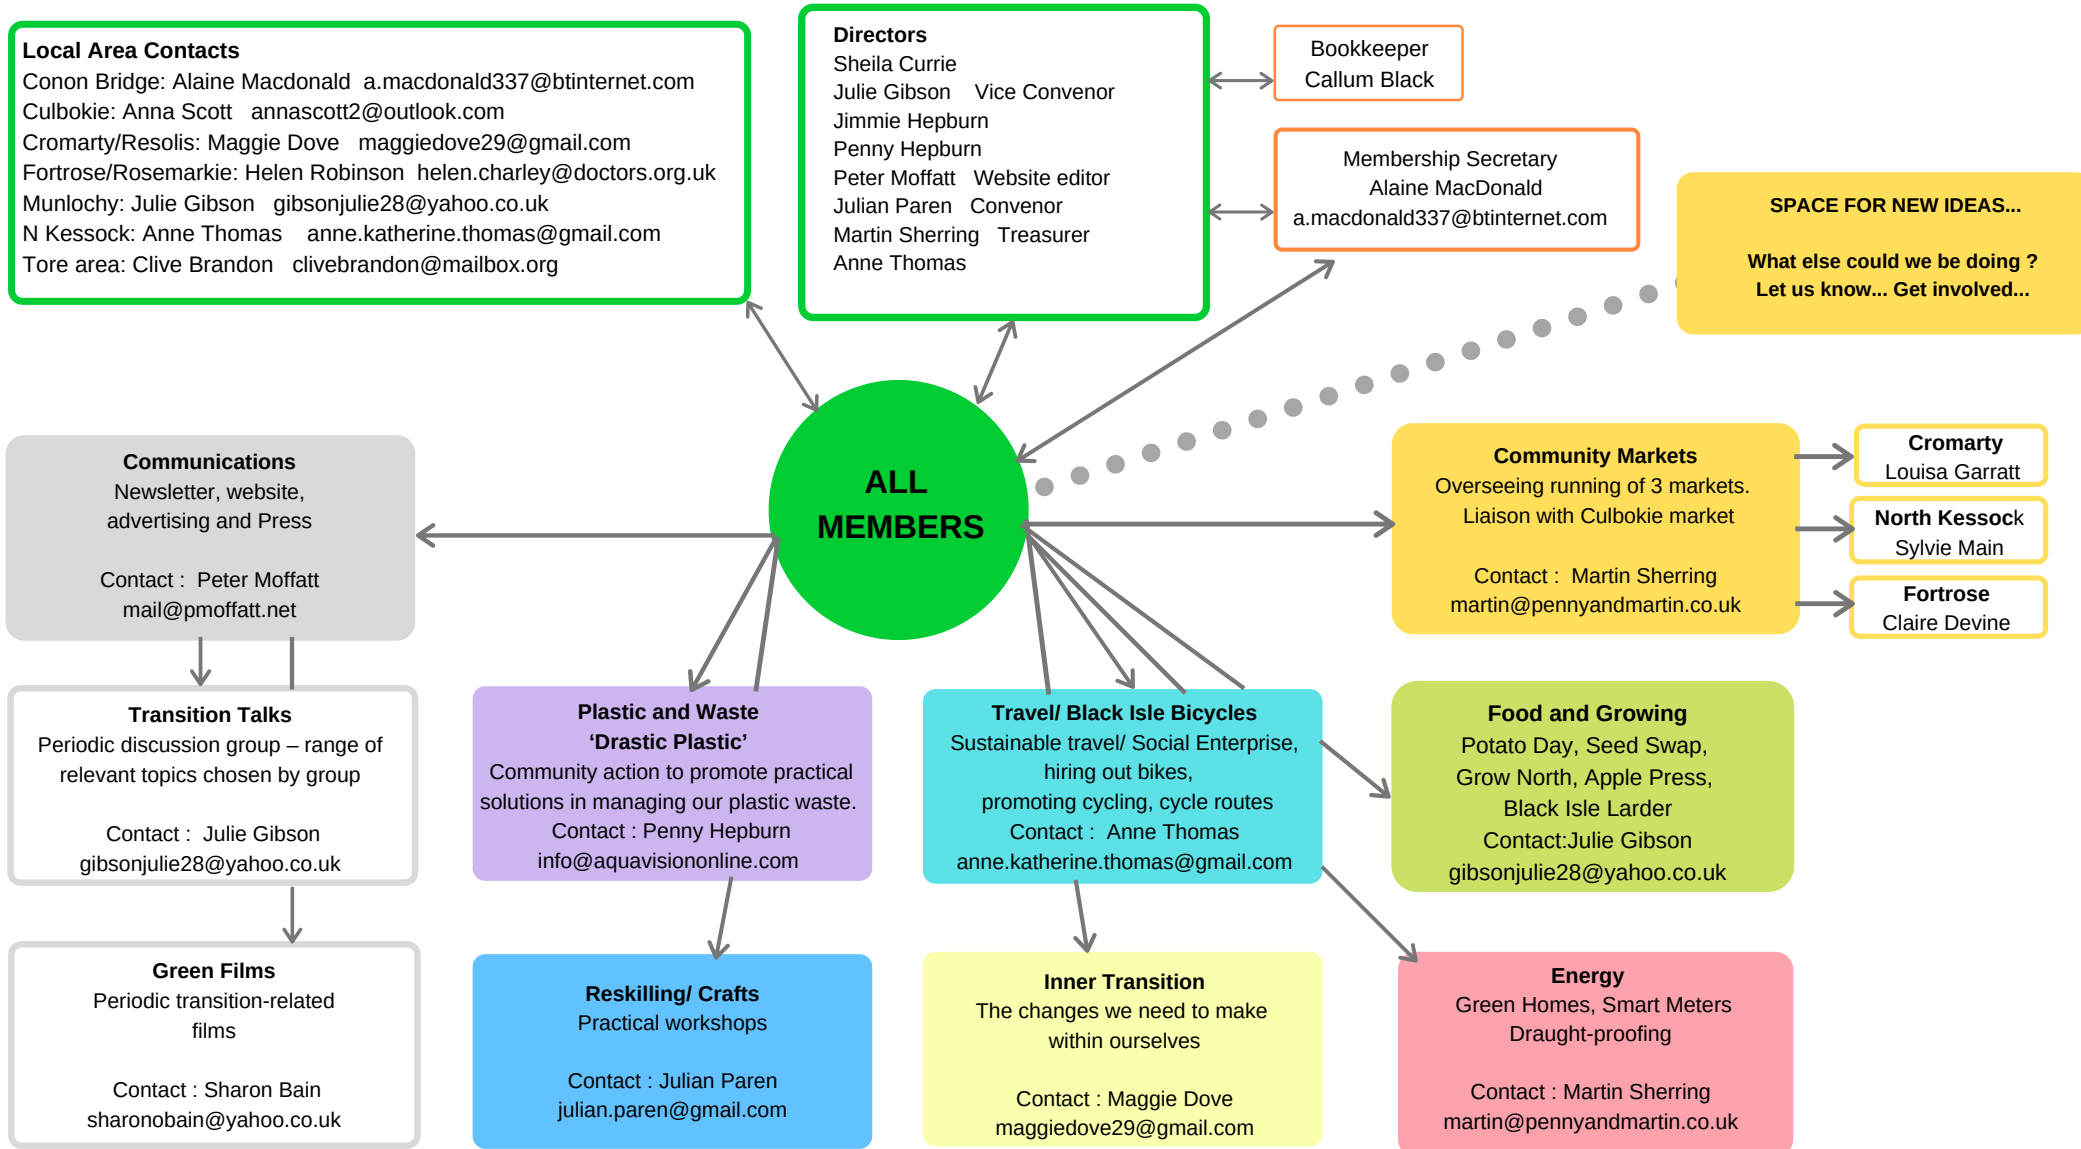 Local Area Contacts
Conon Bridge: Alaine Macdonald  a.macdonald337@btinternet.com
Culbokie: Anna Scott   annascott2@outlook.com
Cromarty/Resolis: Maggie Dove   maggiedove29@gmail.com
Fortrose/Rosemarkie: Helen Robinson  helen.charley@doctors.org.uk
Munlochy: Julie Gibson   gibsonjulie28@yahoo.co.uk
N Kessock: Anne Thomas    anne.katherine.thomas@gmail.com
Tore area: Clive Brandon   clivebrandon@mailbox.org
Directors
Sheila Currie
Julie Gibson    Vice Convenor
Jimmie Hepburn
Penny Hepburn
Peter Moffatt   Website editor
Julian Paren   Convenor
Martin Sherring   Treasurer
Anne Thomas
Bookkeeper
Callum Black
Membership Secretary
Alaine MacDonald
a.macdonald337@btinternet.com
SPACE FOR NEW IDEAS...
What else could we be doing ?
Let us know... Get involved...
ALL
MEMBERS
Communications
Newsletter, website,
advertising and Press
Contact :  Peter Moffatt
mail@pmoffatt.net
Community Markets
Overseeing running of 3 markets.
Liaison with Culbokie market
Contact :  Martin Sherring
martin@pennyandmartin.co.uk
Cromarty
Louisa Garratt
North Kessock
Sylvie Main
Fortrose
Claire Devine
Transition Talks
Periodic discussion group – range of
relevant topics chosen by group
Contact :  Julie Gibson
gibsonjulie28@yahoo.co.uk
Plastic and Waste
‘Drastic Plastic’
Community action to promote practical
solutions in managing our plastic waste.
Contact : Penny Hepburn
info@aquavisiononline.com
Travel/ Black Isle Bicycles
Sustainable travel/ Social Enterprise,
hiring out bikes,
promoting cycling, cycle routes
Contact :  Anne Thomas
anne.katherine.thomas@gmail.com
Food and Growing
Potato Day, Seed Swap,
Grow North, Apple Press,
Black Isle Larder
Contact:Julie Gibson
gibsonjulie28@yahoo.co.uk
Green Films
Periodic transition-related
films
Contact : Sharon Bain
sharonobain@yahoo.co.uk
Reskilling/ Crafts
Practical workshops
Contact : Julian Paren
julian.paren@gmail.com
Inner Transition
The changes we need to make
within ourselves
Contact : Maggie Dove
maggiedove29@gmail.com
Energy
Green Homes, Smart Meters
Draught-proofing
Contact : Martin Sherring
martin@pennyandmartin.co.uk